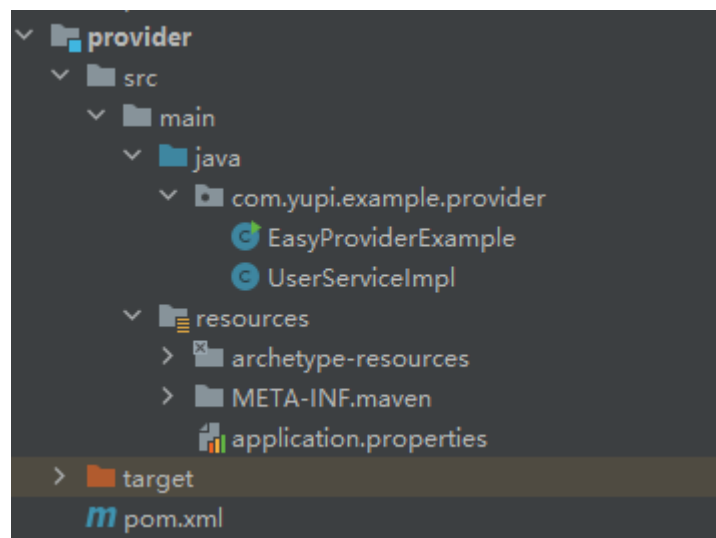 provider
src
main
java
com.yupi.example.provider
EasyProviderExample
UserServiceImpl
resources
archetype-resources
META-INF.maven
application.properties
target
m pom.xml